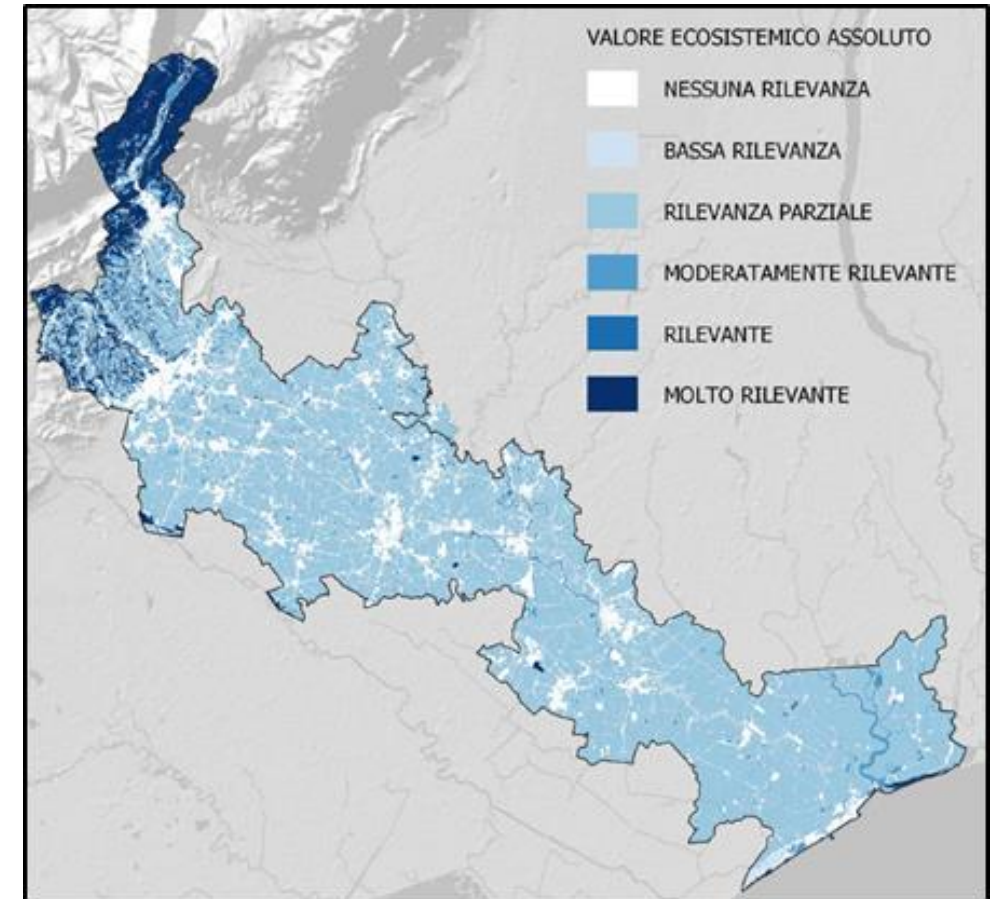 VALORE ECOSISTEMICO ASSOLUTO
NESSUNA RILEVANZA
BASSA RILEVANZA
RILEVANZA PARZIALE
MODERATAMENTE RILEVANTE
RILEVANTE
MOLTO RILEVANTE